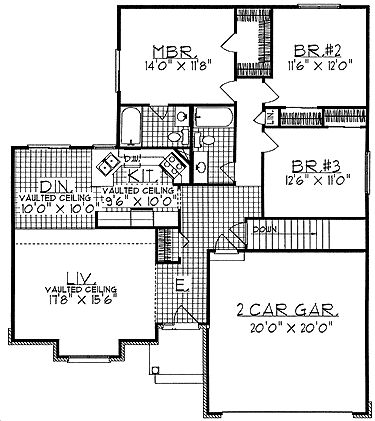 MBR.
14'0" X 11'8"
BR.#2
11'6" X 12'0"
LIN.
D.W.
DIN.
VAULTED CEILING
10'0" X 10'0"
KIT.
VAULTED CEILING
9'6" X 10'0"
BR.#3
12'6" X 11'0"
DOWN
LIV.
VAULTED CEILING
17'8" X 15'6"
E.
2 CAR GAR.
20'0" X 20'0"